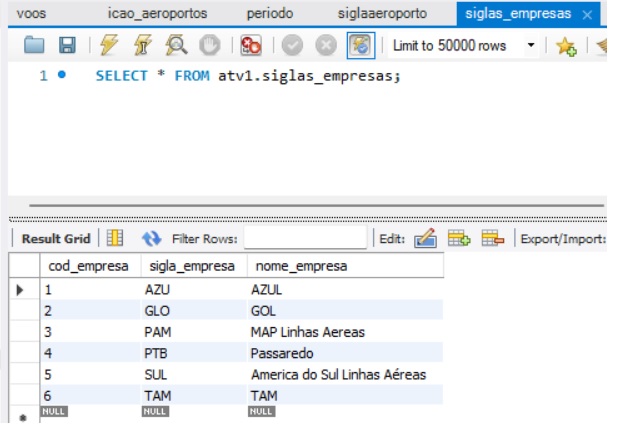 voos icao_aeroportos periodo siglaaeroporto siglas_empresas
Limit to 50000 rows
1 SELECT * FROM atv1.siglas_empresas;
Result Grid Filter Rows: Edit: Export/Import:
cod_empresa sigla_empresa nome_empresa
1 AZU AZUL
2 GLO GOL
3 PAM MAP Linhas Aereas
4 PTB Passaredo
5 SUL America do Sul Linhas Aéreas
6 TAM TAM
NULL NULL NULL